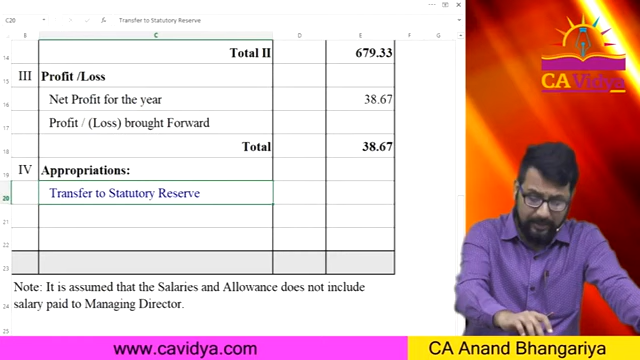 C20
Transfer to Statutory Reserve
B C D E F G
14 Total II 679.33
15 III Profit /Loss
16 Net Profit for the year 38.67
17 Profit / (Loss) brought Forward
18 Total 38.67
19 IV Appropriations:
20 Transfer to Statutory Reserve
21
22
23
24 Note: It is assumed that the Salaries and Allowance does not include
salary paid to Managing Director.
25
CA Vidya
www.cavidya.com
CA Anand Bhangariya